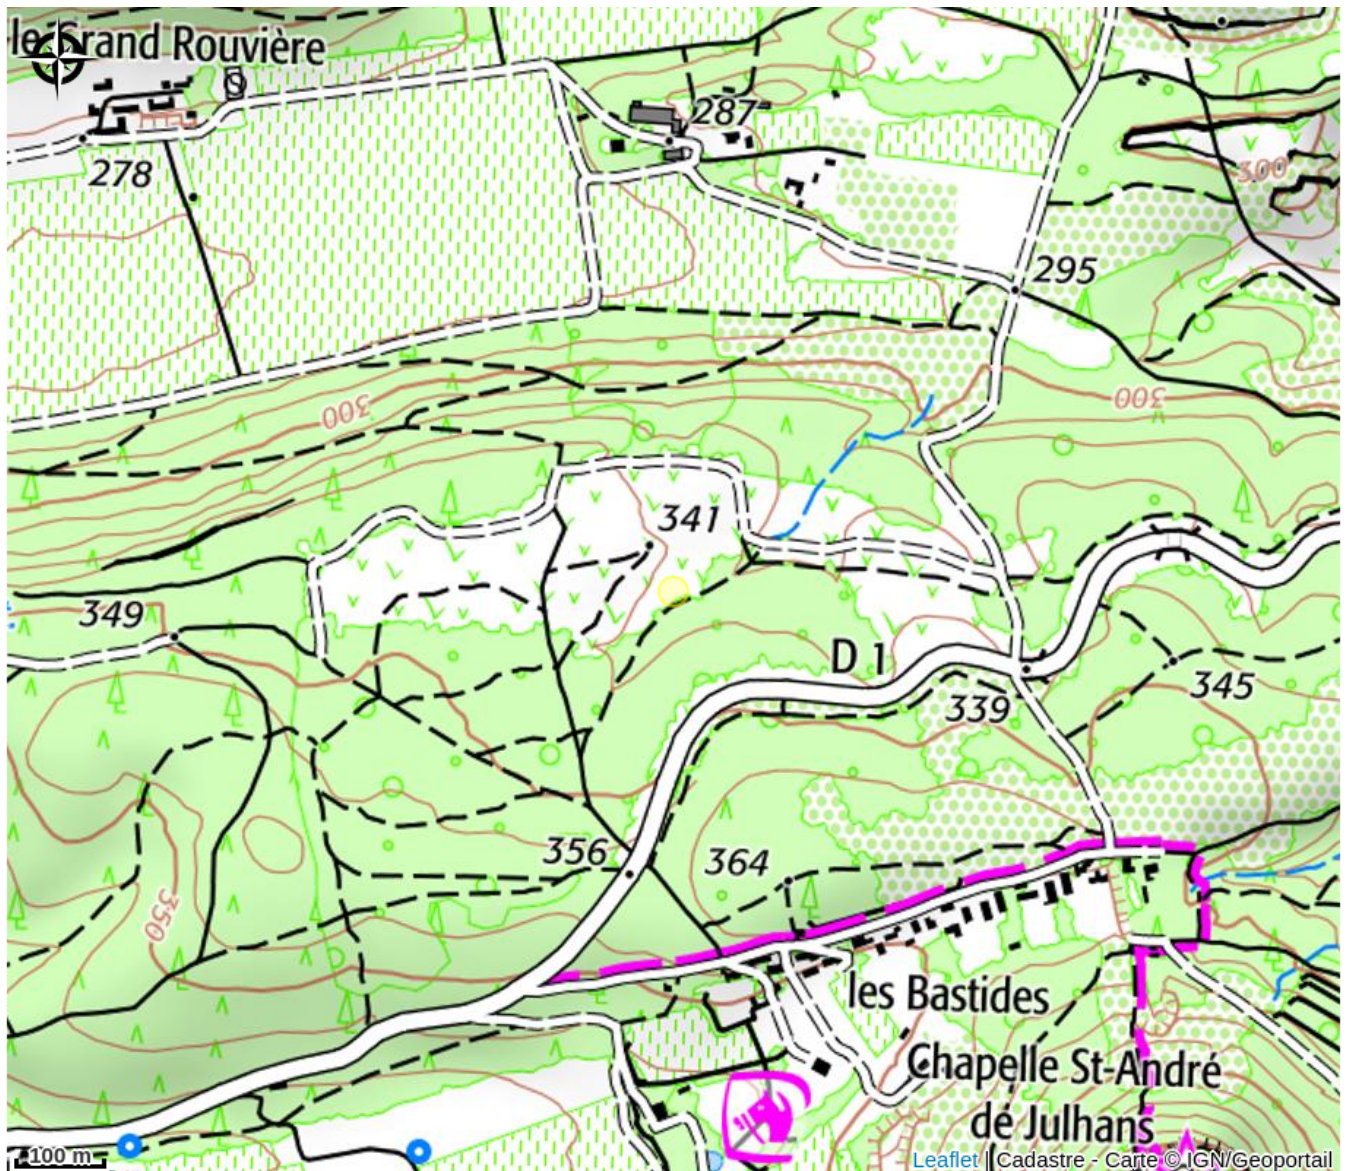 le Grand Rouvière
287
278
300
295
300
300
341
349
D 1
345
339
356
364
350
les Bastides
Chapelle St-André
de Julhans
100 m
Leaflet | Cadastre - Carte © IGN/Geoportail